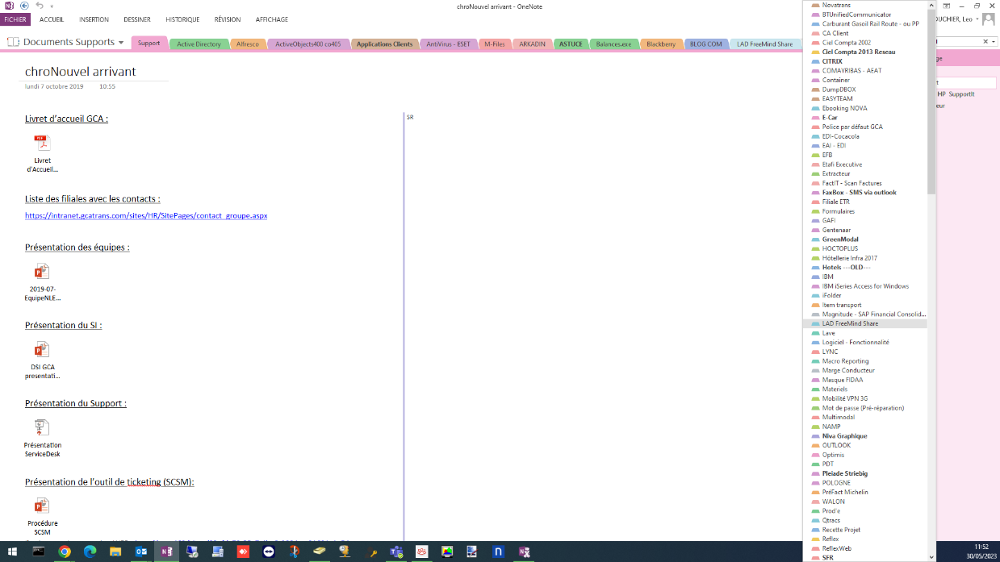 chroNouvel arrivant - OneNote
FICHIER ACCUEIL INSERTION DESSINER HISTORIQUE RÉVISION AFFICHAGE
OUCHIER, Leo
Documents Supports
Support Active Directory Alfresco ActiveObjects400 co405 Applications Clients AntiVirus - ESET M-Files ARKADIN ASTUCE Balances.exe Blackberry BLOG COM LAD FreeMind Share
chroNouvel arrivant
lundi 7 octobre 2019 10:55
Livret d'accueil GCA :
Livret
d'Accueil...
Liste des filiales avec les contacts :
https://intranet.gcatrans.com/sites/HR/SitePages/contact_groupe.aspx
Présentation des équipes :
2019-07-
EquipeNLE...
Présentation du SI :
DSI GCA
presentati...
Présentation du Support :
Présentation
ServiceDesk
Présentation de l'outil de ticketing (SCSM):
Procédure
SCSM
SR
Novatrans
BTUnifiedCommunicator
Carburant Gasoil Rail Route - ou PP
CA Client
Ciel Compta 2002
Ciel Compta 2013 Reseau
CITRIX
COMAYRIBAS - AEAT
Container
DumpDBOX
EASYTEAM
Ebooking NOVA
E-Car
Police par défaut GCA
EDI-Cocacola
EAI - EDI
EFB
Etafi Executive
Extracteur
FactIT - Scan Factures
FaxBox - SMS via outlook
Filiale ETR
Formulaires
GAFI
Gentenaar
GreenModal
HOCTOPLUS
Hôtellerie Infra 2017
Hotels ---OLD---
IBM
IBM iSeries Access for Windows
iFolder
Item transport
Magnitude - SAP Financial Consolid...
LAD FreeMind Share
Lave
Logiciel - Fonctionnalité
LYNC
Macro Reporting
Marge Conducteur
Masque FIDAA
Materiels
Mobilité VPN 3G
Mot de passe (Pré-réparation)
Multimodal
NAMP
Niva Graphique
OUTLOOK
Optimis
PDT
Pleiade Striebig
POLOGNE
PréFact Michelin
WALON
Prod'e
Qtracs
Recette Projet
Reflex
ReflexWeb
SFR
ge
t
HP SupportIt
eur
11:52
30/05/2023